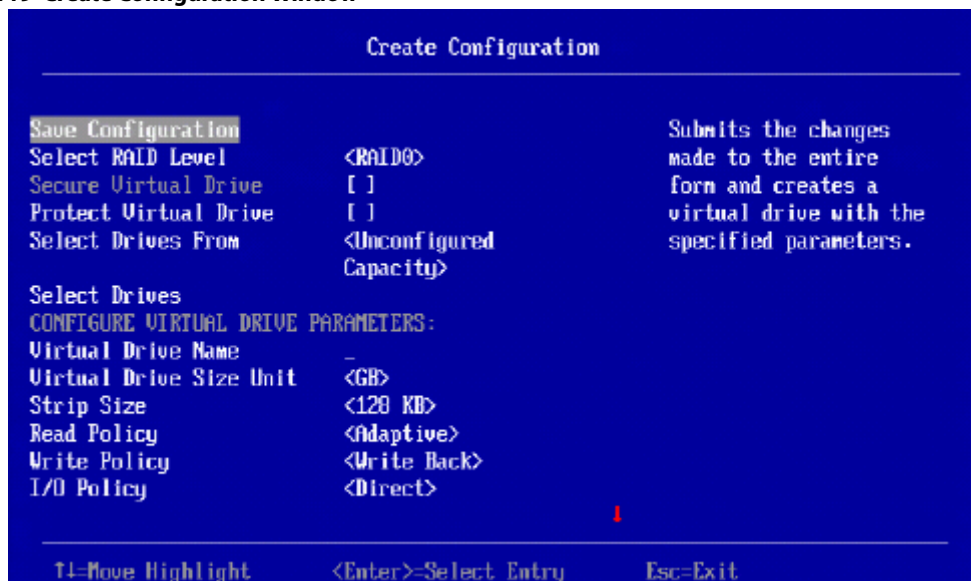 Create Configuration Window
Create Configuration
Save Configuration
Select RAID Level <RAID0>
Secure Virtual Drive [ ]
Protect Virtual Drive [ ]
Select Drives From <Unconfigured
Capacity>
Select Drives
CONFIGURE VIRTUAL DRIVE PARAMETERS:
Virtual Drive Name _
Virtual Drive Size Unit <GB>
Strip Size <128 KB>
Read Policy <Adaptive>
Write Policy <Write Back>
I/O Policy <Direct>
Submits the changes
made to the entire
form and creates a
virtual drive with the
specified parameters.
↓
↑↓=Move Highlight <Enter>=Select Entry Esc=Exit